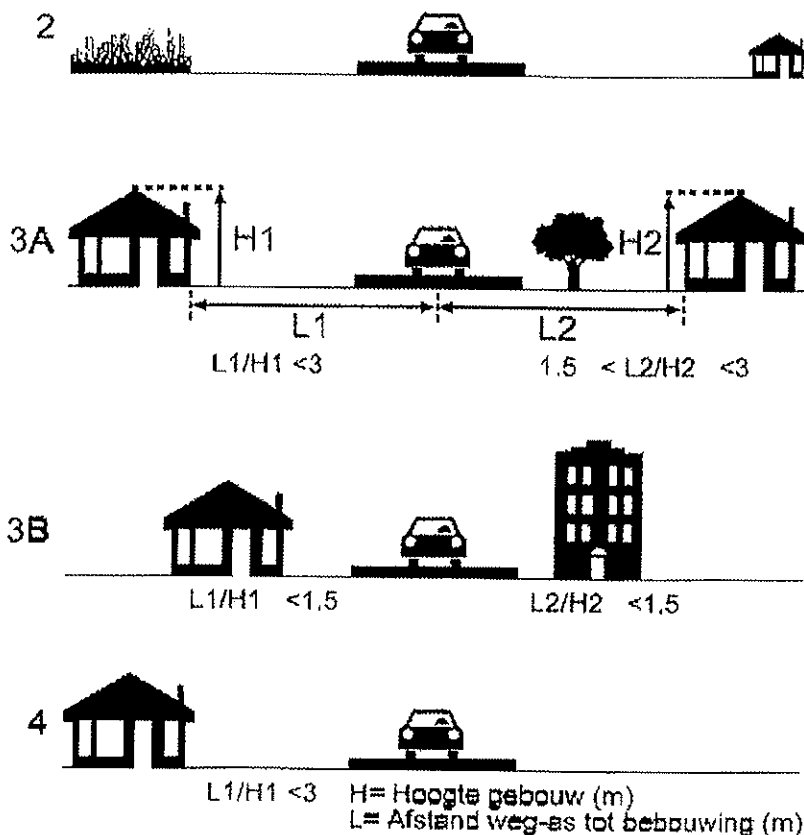 2
3A
H1
H2
L1
L2
L1/H1 <3
1.5 < L2/H2 <3
3B
L1/H1 <1,5
L2/H2 <1,5
4
L1/H1 <3
H= Hoogte gebouw (m)
L= Afstand weg-as tot bebouwing (m)